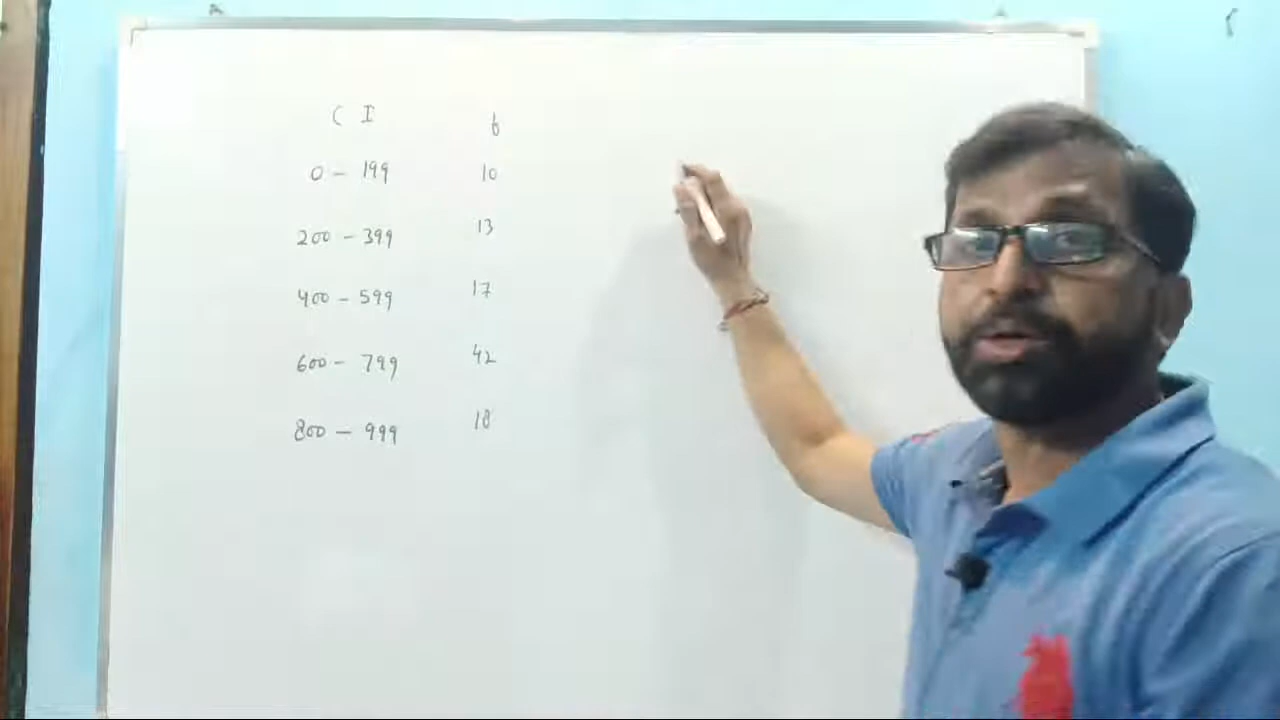 C I f
0 - 199 10
200 - 399 13
400 - 599 17
600 - 799 42
800 - 999 18